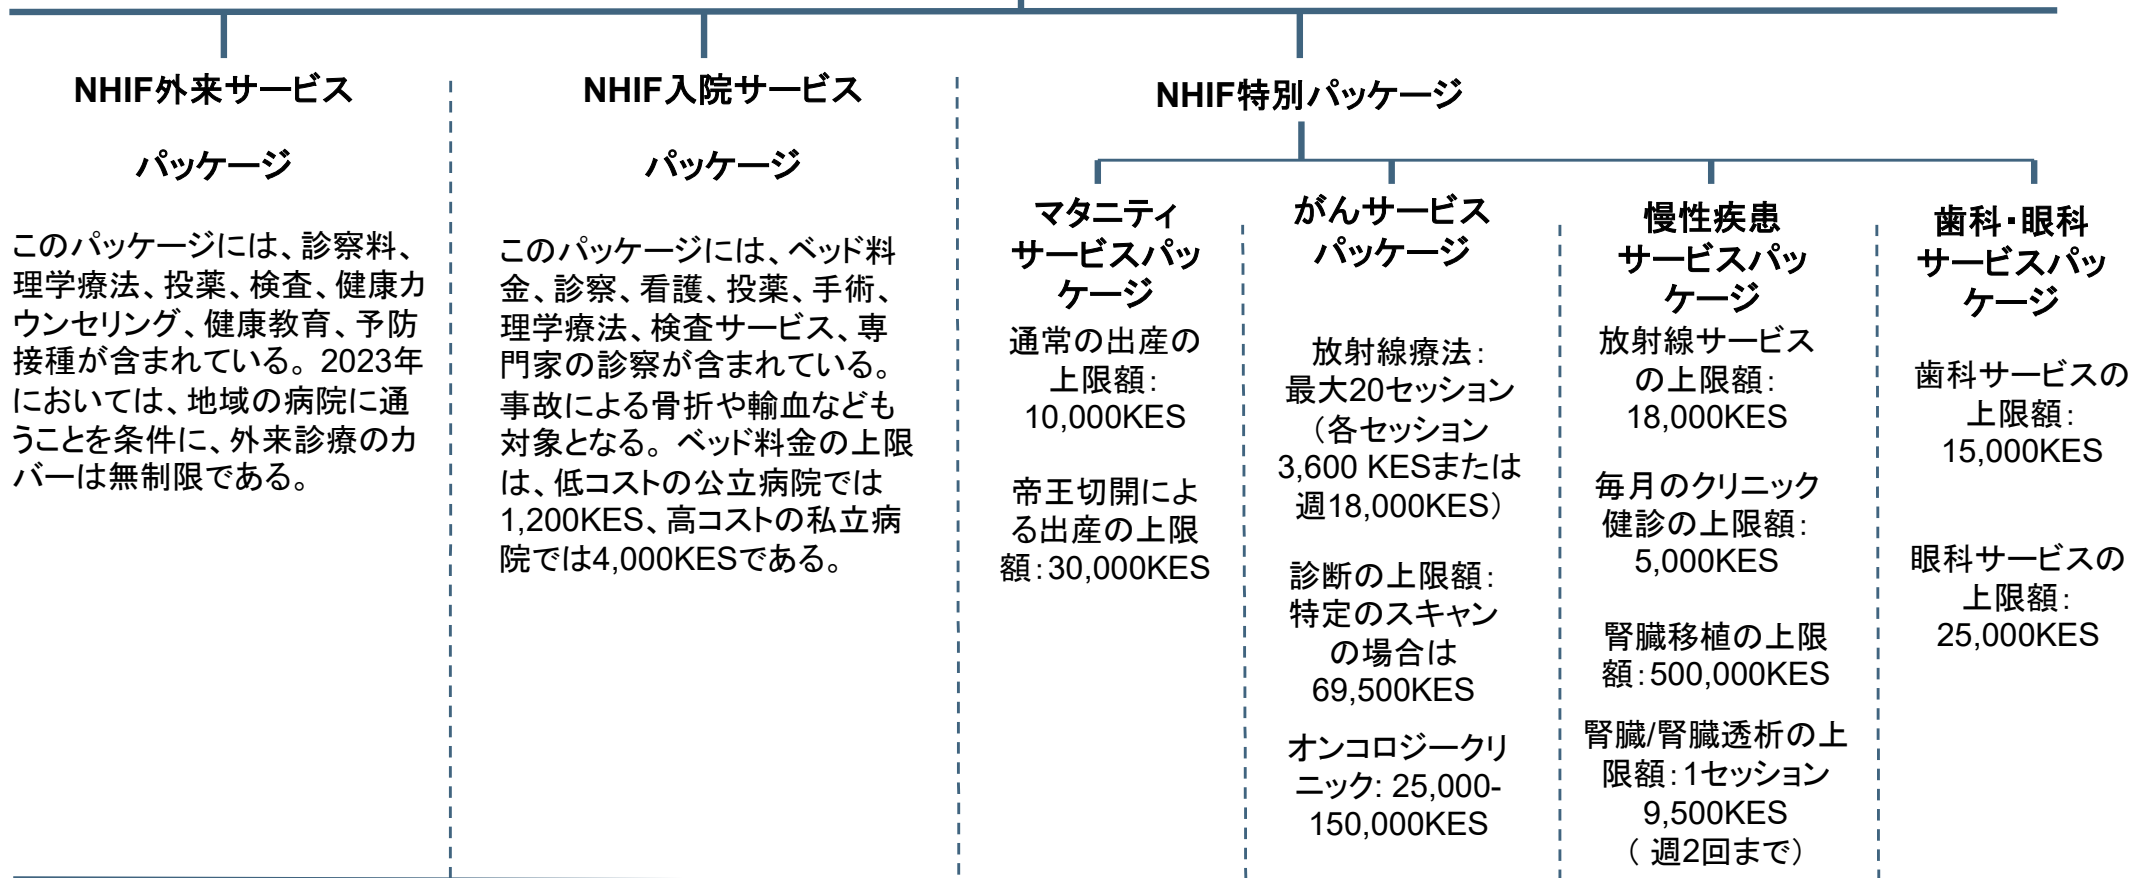 NHIF外来サービス
パッケージ
このパッケージには、診察料、
理学療法、投薬、検査、健康カ
ウンセリング、健康教育、予防
接種が含まれている。2023年
においては、地域の病院に通
うことを条件に、外来診療のカ
バーは無制限である。
NHIF入院サービス
パッケージ
このパッケージには、ベッド料
金、診察、看護、投薬、手術、
理学療法、検査サービス、専
門家の診察が含まれている。
事故による骨折や輸血なども
対象となる。ベッド料金の上限
は、低コストの公立病院では
1,200KES、高コストの私立病
院では4,000KESである。
NHIF特別パッケージ
マタニティ
サービスパッ
ケージ
通常の出産の
上限額：
10,000KES
帝王切開によ
る出産の上限
額：30,000KES
がんサービス
パッケージ
放射線療法：
最大20セッション
（各セッション
3,600 KESまたは
週18,000KES）
診断の上限額：
特定のスキャン
の場合は
69,500KES
オンコロジークリ
ニック: 25,000-
150,000KES
慢性疾患
サービスパッ
ケージ
放射線サービス
の上限額：
18,000KES
毎月のクリニック
健診の上限額：
5,000KES
腎臓移植の上限
額：500,000KES
腎臓/腎臓透析の上
限額：1セッション
9,500KES
（ 週2回まで）
歯科・眼科
サービスパッ
ケージ
歯科サービスの
上限額：
15,000KES
眼科サービスの
上限額：
25,000KES